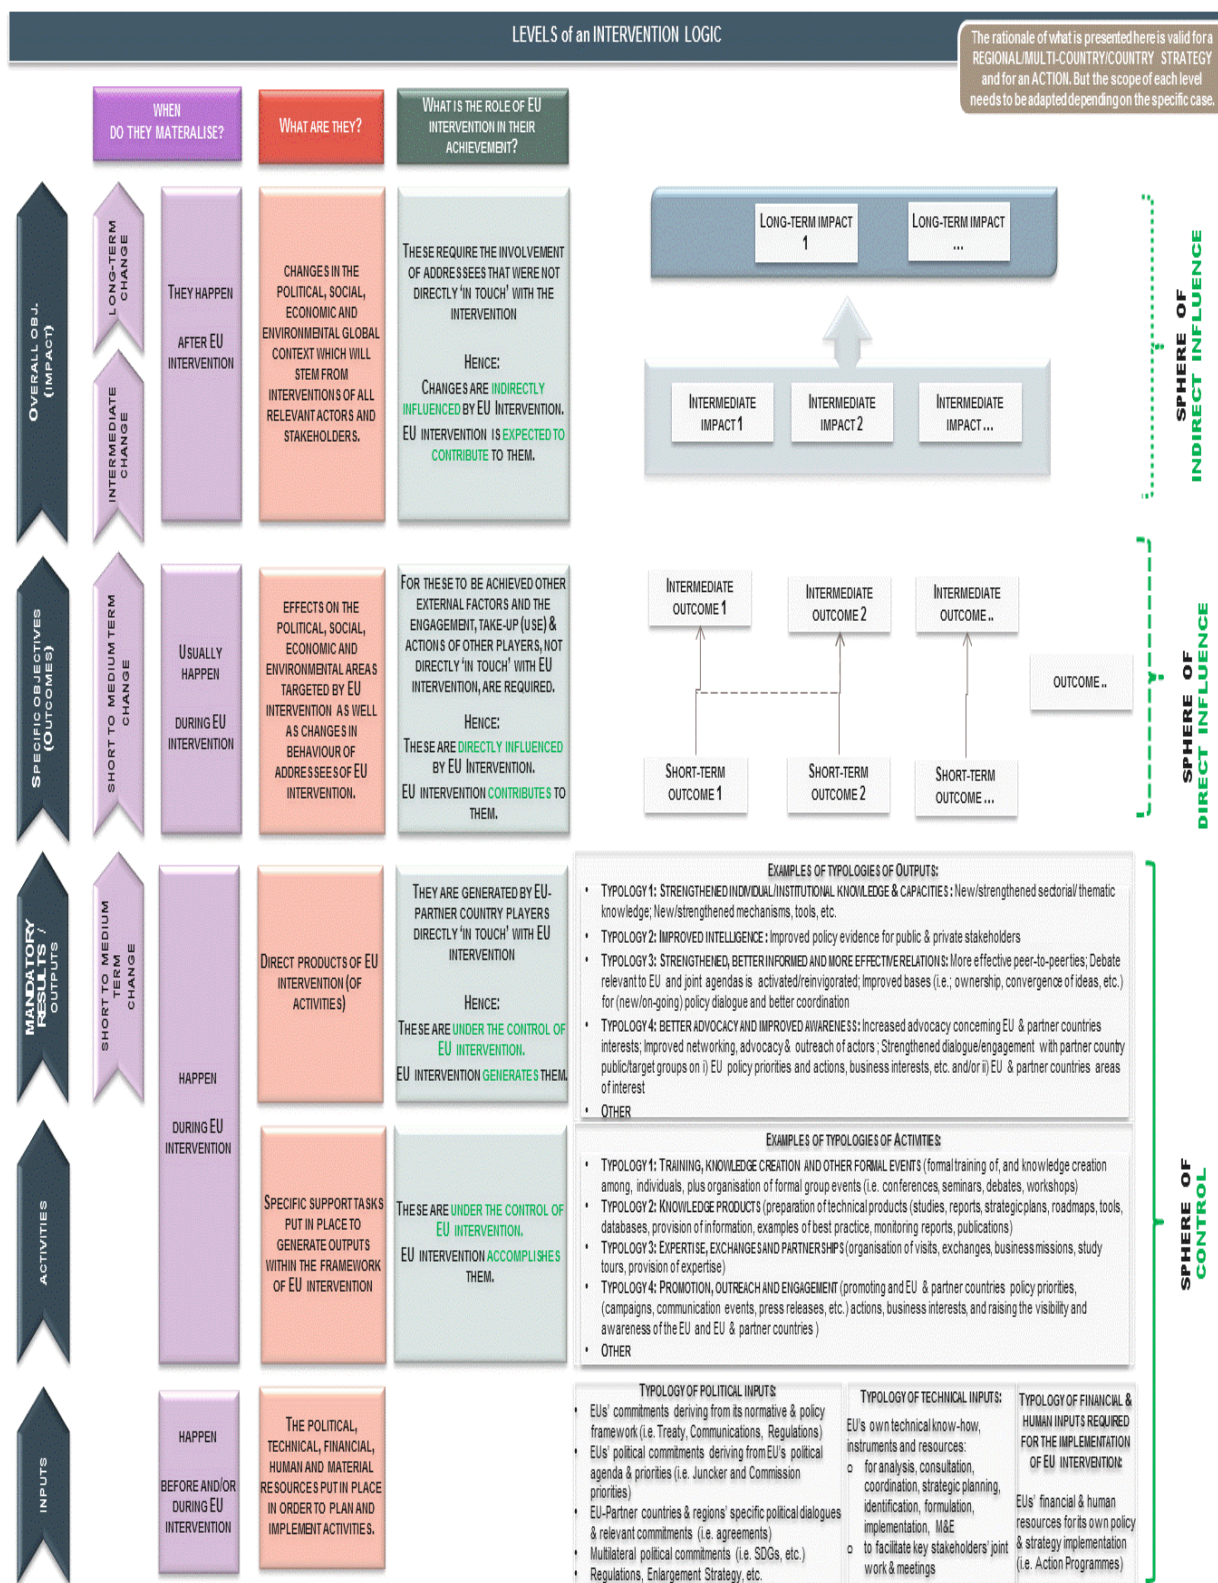 LEVELS of an INTERVENTION LOGIC
The rationale of what is presented here is valid for a
REGIONAL/MULTI-COUNTRY/COUNTRY STRATEGY
and for an ACTION. But the scope of each level
needs to be adapted depending on the specific case.
WHEN
DO THEY MATERIALISE?
WHAT ARE THEY?
WHAT IS THE ROLE OF EU
INTERVENTION IN THEIR
ACHIEVEMENT?
OVERALL OBJ.
(IMPACT)
LONG-TERM
CHANGE
INTERMEDIATE
CHANGE
THEY HAPPEN
AFTER EU
INTERVENTION
CHANGES IN THE
POLITICAL, SOCIAL,
ECONOMIC AND
ENVIRONMENTAL GLOBAL
CONTEXT WHICH WILL
STEM FROM
INTERVENTIONS OF ALL
RELEVANT ACTORS AND
STAKEHOLDERS.
THESE REQUIRE THE INVOLVEMENT
OF ADDRESSEES THAT WERE NOT
DIRECTLY 'IN TOUCH' WITH THE
INTERVENTION
HENCE:
CHANGES ARE INDIRECTLY
INFLUENCED BY EU INTERVENTION.
EU INTERVENTION IS EXPECTED TO
CONTRIBUTE TO THEM.
LONG-TERM IMPACT
1
LONG-TERM IMPACT
...
INTERMEDIATE
IMPACT 1
INTERMEDIATE
IMPACT 2
INTERMEDIATE
IMPACT ...
SPHERE OF
INDIRECT INFLUENCE
SPECIFIC OBJECTIVES
(OUTCOMES)
SHORT TO MEDIUM TERM
CHANGE
USUALLY
HAPPEN
DURING EU
INTERVENTION
EFFECTS ON THE
POLITICAL, SOCIAL,
ECONOMIC AND
ENVIRONMENTAL AREAS
TARGETED BY EU
INTERVENTION AS WELL
AS CHANGES IN
BEHAVIOUR OF
ADDRESSEES OF EU
INTERVENTION.
FOR THESE TO BE ACHIEVED OTHER
EXTERNAL FACTORS AND THE
ENGAGEMENT, TAKE-UP (USE) &
ACTIONS OF OTHER PLAYERS, NOT
DIRECTLY 'IN TOUCH' WITH EU
INTERVENTION, ARE REQUIRED.
HENCE:
THESE ARE DIRECTLY INFLUENCED
BY EU INTERVENTION.
EU INTERVENTION CONTRIBUTES TO
THEM.
INTERMEDIATE
OUTCOME 1
INTERMEDIATE
OUTCOME 2
INTERMEDIATE
OUTCOME..
OUTCOME ..
SHORT-TERM
OUTCOME 1
SHORT-TERM
OUTCOME 2
SHORT-TERM
OUTCOME ...
SPHERE OF
DIRECT INFLUENCE
MANDATORY
RESULTS /
OUTPUTS
SHORT TO MEDIUM
TERM
CHANGE
HAPPEN
DURING EU
INTERVENTION
DIRECT PRODUCTS OF EU
INTERVENTION (OF
ACTIVITIES)
THEY ARE GENERATED BY EU-
PARTNER COUNTRY PLAYERS
DIRECTLY 'IN TOUCH' WITH EU
INTERVENTION
HENCE:
THESE ARE UNDER THE CONTROL OF
EU INTERVENTION.
EU INTERVENTION GENERATES THEM.
EXAMPLES OF TYPOLOGIES OF OUTPUTS:
• TYPOLOGY 1: STRENGTHENED INDIVIDUAL/INSTITUTIONAL KNOWLEDGE & CAPACITIES: New/strengthened sectorial/ thematic
knowledge; New/strengthened mechanisms, tools, etc.
• TYPOLOGY 2: IMPROVED INTELLIGENCE: Improved policy evidence for public & private stakeholders
• TYPOLOGY 3: STRENGTHENED, BETTER INFORMED AND MORE EFFECTIVE RELATIONS: More effective peer-to-peer ties; Debate
relevant to EU and joint agendas is activated/reinvigorated; Improved bases (i.e.; ownership, convergence of ideas, etc.)
for (new/on-going) policy dialogue and better coordination
• TYPOLOGY 4: BETTER ADVOCACY AND IMPROVED AWARENESS: Increased advocacy concerning EU & partner countries
interests; Improved networking, advocacy & outreach of actors ; Strengthened dialogue/engagement with partner country
public/target groups on i) EU policy priorities and actions, business interests, etc. and/or ii) EU & partner countries areas
of interest
• OTHER
ACTIVITIES
SPECIFIC SUPPORT TASKS
PUT IN PLACE TO
GENERATE OUTPUTS
WITHIN THE FRAMEWORK
OF EU INTERVENTION
THESE ARE UNDER THE CONTROL OF
EU INTERVENTION.
EU INTERVENTION ACCOMPLISHES
THEM.
EXAMPLES OF TYPOLOGIES OF ACTIVITIES:
• TYPOLOGY 1: TRAINING, KNOWLEDGE CREATION AND OTHER FORMAL EVENTS (formal training of, and knowledge creation
among, individuals, plus organisation of formal group events (i.e. conferences, seminars, debates, workshops)
• TYPOLOGY 2: KNOWLEDGE PRODUCTS (preparation of technical products (studies, reports, strategic plans, roadmaps, tools,
databases, provision of information, examples of best practice, monitoring reports, publications)
• TYPOLOGY 3: EXPERTISE, EXCHANGES AND PARTNERSHIPS (organisation of visits, exchanges, business missions, study
tours, provision of expertise)
• TYPOLOGY 4: PROMOTION, OUTREACH AND ENGAGEMENT (promoting and EU & partner countries policy priorities,
(campaigns, communication events, press releases, etc.) actions, business interests, and raising the visibility and
awareness of the EU and EU & partner countries )
• OTHER
SPHERE OF
CONTROL
INPUTS
HAPPEN
BEFORE AND/OR
DURING EU
INTERVENTION
THE POLITICAL,
TECHNICAL, FINANCIAL,
HUMAN AND MATERIAL
RESOURCES PUT IN PLACE
IN ORDER TO PLAN AND
IMPLEMENT ACTIVITIES.
TYPOLOGY OF POLITICAL INPUTS:
• EUs' commitments deriving from its normative & policy
framework (i.e. Treaty, Communications, Regulations)
• EUs' political commitments deriving from EU's political
agenda & priorities (i.e. Juncker and Commission
priorities)
• EU-Partner countries & regions' specific political dialogues
& relevant commitments (i.e. agreements)
• Multilateral political commitments (i.e. SDGs, etc.)
• Regulations, Enlargement Strategy, etc.
TYPOLOGY OF TECHNICAL INPUTS:
EU's own technical know-how,
instruments and resources:
o for analysis, consultation,
coordination, strategic planning,
identification, formulation,
implementation, M&E
o to facilitate key stakeholders' joint
work & meetings
TYPOLOGY OF FINANCIAL &
HUMAN INPUTS REQUIRED
FOR THE IMPLEMENTATION
OF EU INTERVENTION:
EUs' financial & human
resources for its own policy
& strategy implementation
(i.e. Action Programmes)